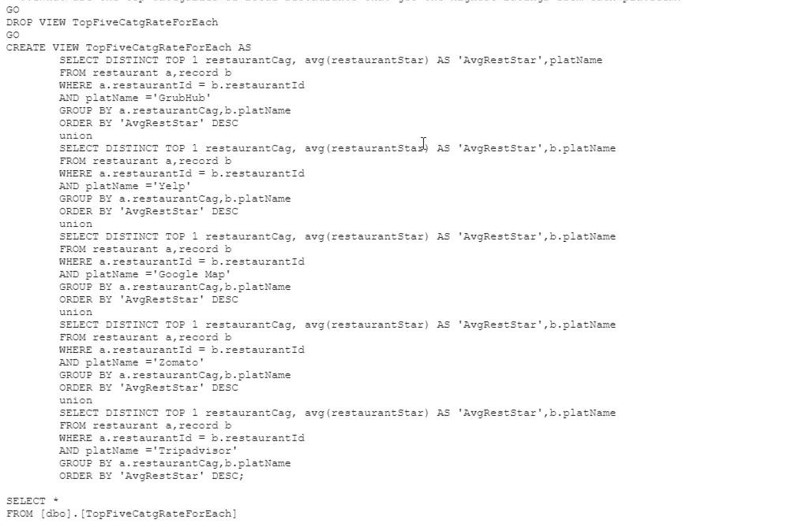 GO
DROP VIEW TopFiveCatgRateForEach
GO
CREATE VIEW TopFiveCatgRateForEach AS
SELECT DISTINCT TOP 1 restaurantCag, avg(restaurantStar) AS 'AvgRestStar',platName
FROM restaurant a,record b
WHERE a.restaurantId = b.restaurantId
AND platName ='GrubHub'
GROUP BY a.restaurantCag,b.platName
ORDER BY 'AvgRestStar' DESC
union
SELECT DISTINCT TOP 1 restaurantCag, avg(restaurantStar) AS 'AvgRestStar',b.platName
FROM restaurant a,record b
WHERE a.restaurantId = b.restaurantId
AND platName ='Yelp'
GROUP BY a.restaurantCag,b.platName
ORDER BY 'AvgRestStar' DESC
union
SELECT DISTINCT TOP 1 restaurantCag, avg(restaurantStar) AS 'AvgRestStar',b.platName
FROM restaurant a,record b
WHERE a.restaurantId = b.restaurantId
AND platName ='Google Map'
GROUP BY a.restaurantCag,b.platName
ORDER BY 'AvgRestStar' DESC
union
SELECT DISTINCT TOP 1 restaurantCag, avg(restaurantStar) AS 'AvgRestStar',b.platName
FROM restaurant a,record b
WHERE a.restaurantId = b.restaurantId
AND platName ='Zomato'
GROUP BY a.restaurantCag,b.platName
ORDER BY 'AvgRestStar' DESC
union
SELECT DISTINCT TOP 1 restaurantCag, avg(restaurantStar) AS 'AvgRestStar',b.platName
FROM restaurant a,record b
WHERE a.restaurantId = b.restaurantId
AND platName ='Tripadvisor'
GROUP BY a.restaurantCag,b.platName
ORDER BY 'AvgRestStar' DESC;
SELECT *
FROM [dbo].[TopFiveCatgRateForEach]